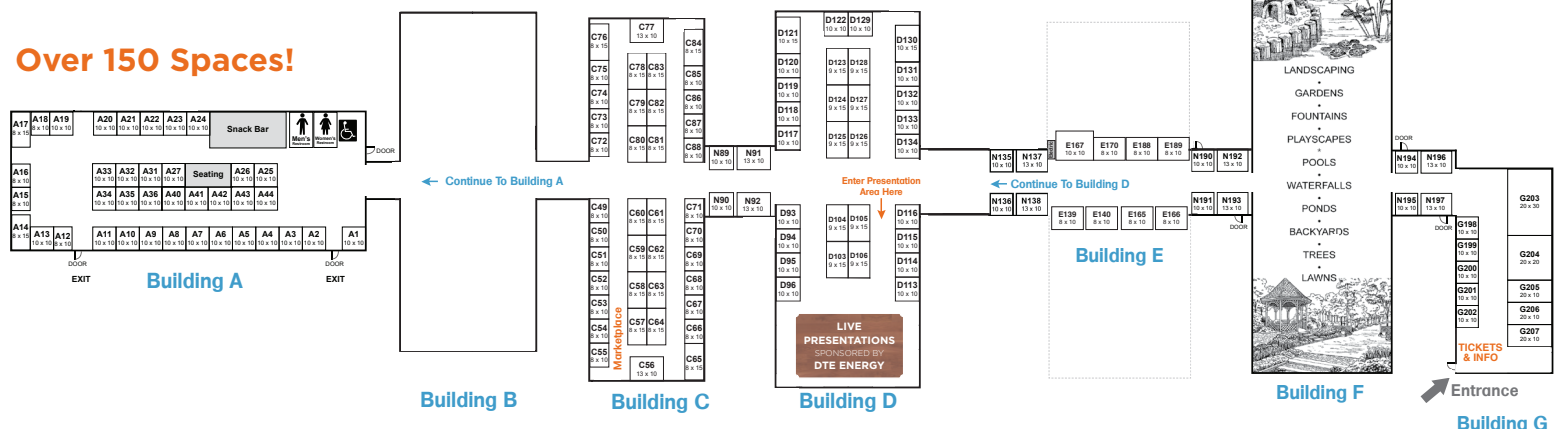 Over 150 Spaces!
A17
8 x 15
A18
8 x 10
A19
10 x 10
A20
10 x 10
A21
10 x 10
A22
10 x 10
A23
10 x 10
A24
10 x 10
Snack Bar
Men's
Restroom
Women's
Restroom
DOOR
A16
8 x 10
A15
8 x 10
A14
8 x 15
A33
10 x 10
A32
10 x 10
A31
10 x 10
A27
10 x 10
Seating
A26
10 x 10
A25
10 x 10
A34
10 x 10
A35
10 x 10
A36
10 x 10
A40
10 x 10
A41
10 x 10
A42
10 x 10
A43
10 x 10
A44
10 x 10
A13
10 x 10
A12
8 x 10
A11
10 x 10
A10
10 x 10
A9
10 x 10
A8
10 x 10
A7
10 x 10
A6
10 x 10
A5
10 x 10
A4
10 x 10
A3
10 x 10
A2
10 x 10
A1
10 x 10
DOOR
EXIT
Building A
DOOR
EXIT
← Continue To Building A
Building B
C76
8 x 15
C75
8 x 10
C74
8 x 10
C73
8 x 10
C72
8 x 10
C77
13 x 10
C78
8 x 15
C83
8 x 15
C79
8 x 15
C82
8 x 15
C80
8 x 15
C81
8 x 15
C84
8 x 15
C85
8 x 10
C86
8 x 10
C87
8 x 10
C88
8 x 10
N89
10 x 10
N91
13 x 10
N90
10 x 10
N92
13 x 10
C49
8 x 10
C50
8 x 10
C51
8 x 10
C52
8 x 10
C53
8 x 10
C54
8 x 10
C55
8 x 10
Marketplace
C60
8 x 15
C61
8 x 15
C59
8 x 15
C62
8 x 15
C58
8 x 15
C63
8 x 15
C57
8 x 15
C64
8 x 15
C56
13 x 10
C71
8 x 10
C70
8 x 10
C69
8 x 10
C68
8 x 10
C67
8 x 10
C66
8 x 10
C65
8 x 15
Building C
D121
10 x 15
D120
10 x 10
D119
10 x 10
D118
10 x 10
D117
10 x 10
D122
10 x 10
D129
10 x 10
D123
9 x 15
D128
9 x 15
D124
9 x 15
D127
9 x 15
D125
9 x 15
D126
9 x 15
D130
10 x 15
D131
10 x 10
D132
10 x 10
D133
10 x 10
D134
10 x 10
Enter Presentation
Area Here
D93
10 x 10
D94
10 x 10
D95
10 x 10
D96
10 x 10
D104
9 x 15
D105
9 x 15
D103
9 x 15
D106
9 x 15
D116
10 x 10
D115
10 x 10
D114
10 x 10
D113
10 x 10
LIVE
PRESENTATIONS
SPONSORED BY
DTE ENERGY
Building D
N135
10 x 10
N137
13 x 10
← Continue To Building D
N136
10 x 10
N138
13 x 10
E167
10 x 10
E170
8 x 10
E188
8 x 10
E189
8 x 10
E139
8 x 10
E140
8 x 10
E165
8 x 10
E166
8 x 10
Building E
DOOR
N190
10 x 10
N192
13 x 10
N191
10 x 10
N193
13 x 10
DOOR
LANDSCAPING
•
GARDENS
•
FOUNTAINS
•
PLAYSCAPES
•
POOLS
•
WATERFALLS
•
PONDS
•
BACKYARDS
•
TREES
•
LAWNS
Building F
DOOR
N194
10 x 10
N196
13 x 10
N195
10 x 10
N197
13 x 10
DOOR
G198
10 x 10
G199
10 x 10
G200
10 x 10
G201
10 x 10
G202
10 x 10
G203
20 x 30
G204
20 x 20
G205
20 x 10
G206
20 x 10
G207
20 x 10
TICKETS
& INFO
Entrance
Building G